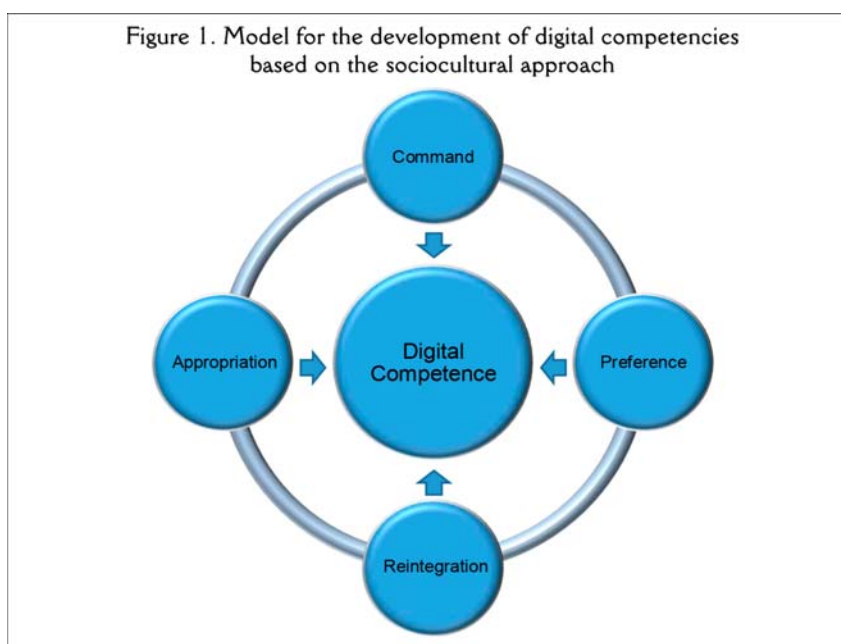 Figure 1. Model for the development of digital competencies
based on the sociocultural approach
Command
Appropriation
Digital
Competence
Preference
Reintegration